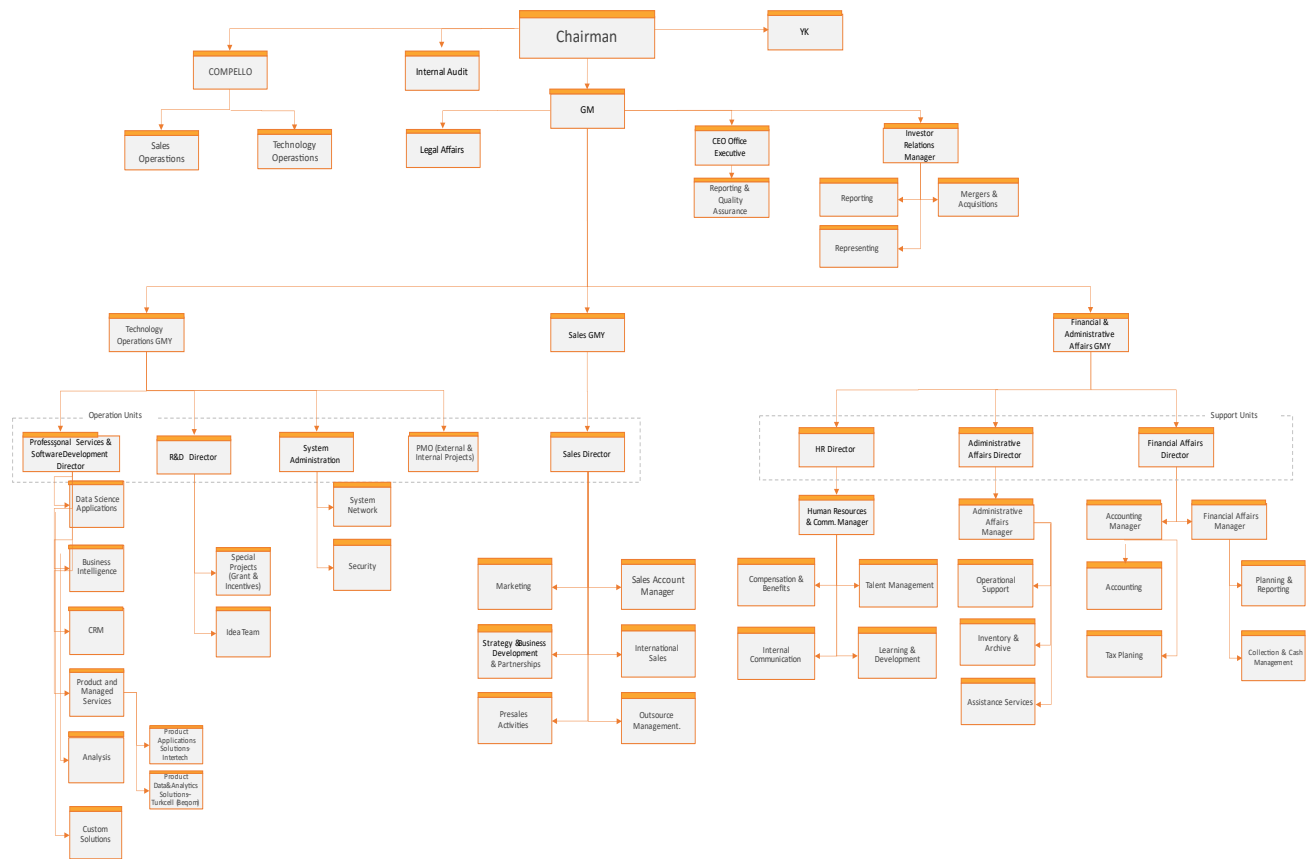 Chairman
YK
COMPELLO
Internal Audit
GM
Sales
Operastions
Technology
Operastions
Legal Affairs
CEO Office
Executive
Investor
Relations
Manager
Reporting &
Quality
Assurance
Reporting
Mergers &
Acquisitions
Representing
Technology
Operations GMY
Sales GMY
Financial &
Administrative
Affairs GMY
Operation Units
Support Units
Professşonal Services &
SoftwareDevelopment
Director
R&D Director
System
Administration
PMO (External &
Internal Projects)
Sales Director
HR Director
Administrative
Affairs Director
Financial Affairs
Director
Data Science
Applications
System
Network
Human Resources
& Comm. Manager
Administrative
Affairs
Manager
Accounting
Manager
Financial Affairs
Manager
Business
Intelligence
Special
Projects
(Grant &
Incentives)
Security
Marketing
Sales Account
Manager
Compensation &
Benefits
Talent Management
Operational
Support
Accounting
Planning &
Reporting
CRM
Idea Team
Strategy &Business
Development
& Partnerships
International
Sales
Internal
Communication
Learning &
Development
Inventory &
Archive
Tax Planing
Collection & Cash
Management
Product and
Managed
Services
Presales
Activities
Outsource
Management.
Assistance Services
Analysis
Product
Applications
Solutions-
Intertech
Product
Data&Analytics
Solutions-
Turkcell (Beqom)
Custom
Solutions